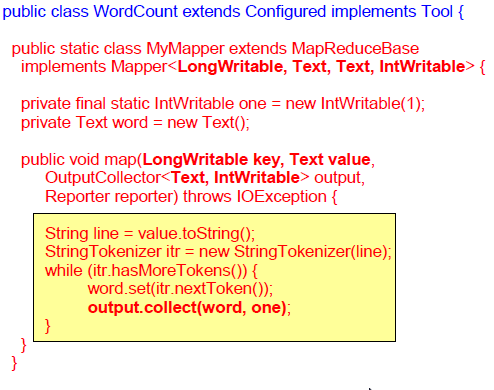 public class WordCount extends Configured implements Tool {
public static class MyMapper extends MapReduceBase
implements Mapper<LongWritable, Text, Text, IntWritable> {
private final static IntWritable one = new IntWritable(1);
private Text word = new Text();
public void map(LongWritable key, Text value,
OutputCollector<Text, IntWritable> output,
Reporter reporter) throws IOException {
String line = value.toString();
StringTokenizer itr = new StringTokenizer(line);
while (itr.hasMoreTokens()) {
word.set(itr.nextToken());
output.collect(word, one);
}
}
}